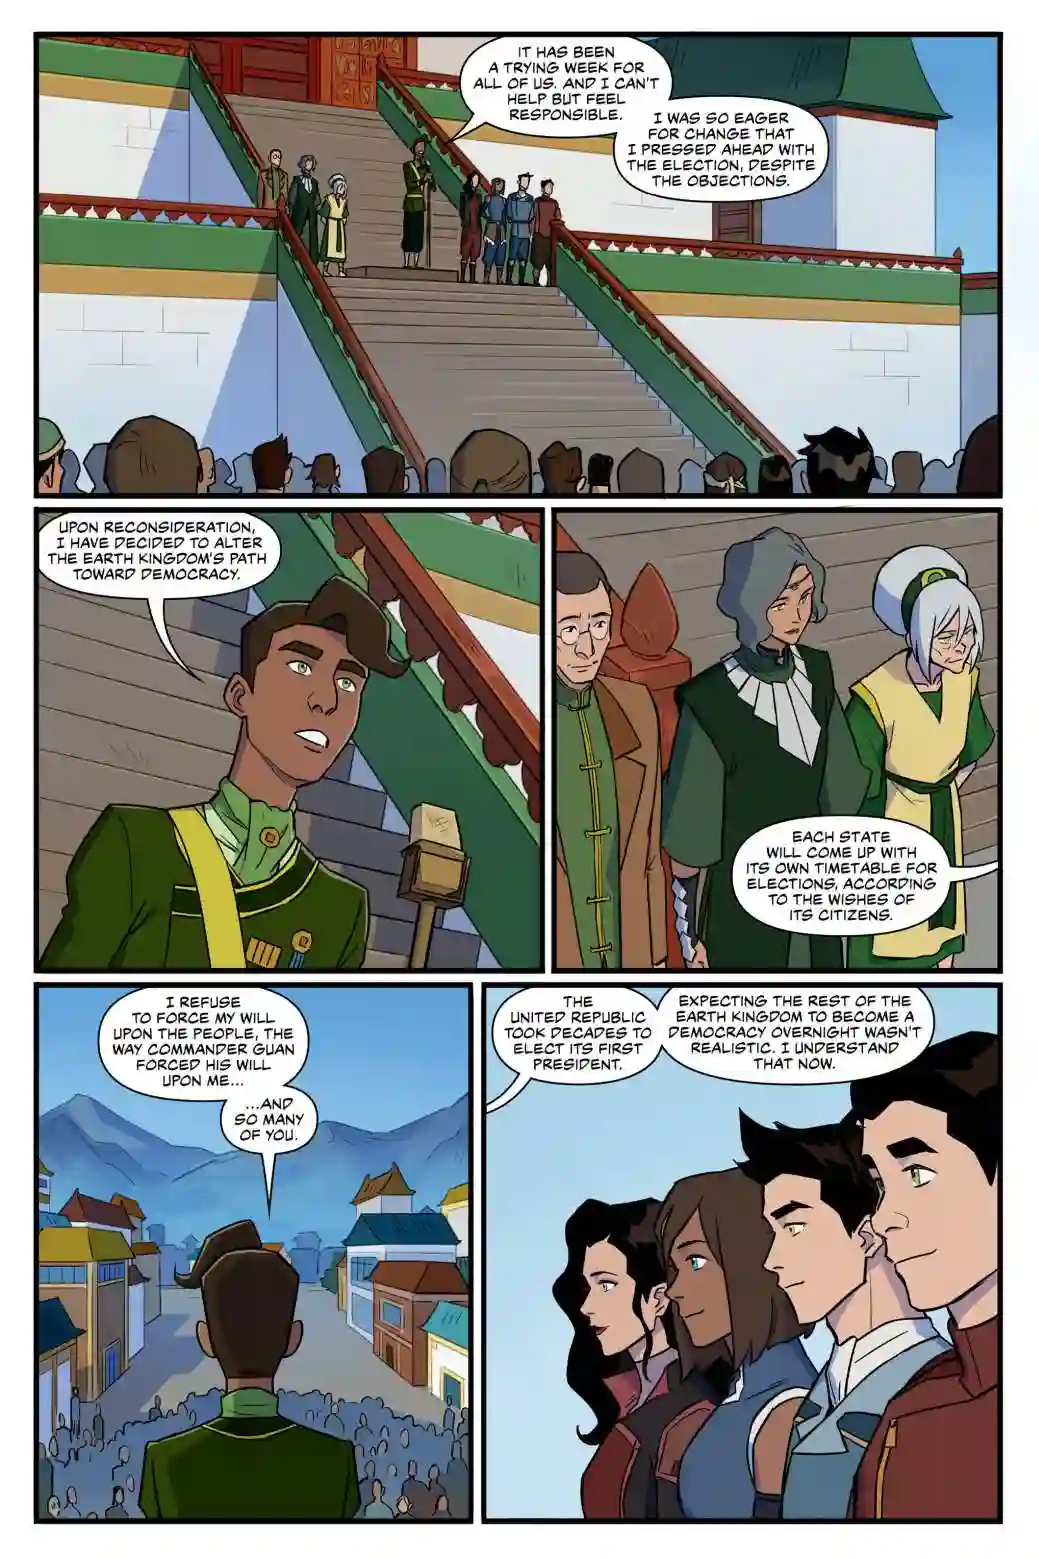 IT HAS BEEN
A TRYING WEEK FOR
ALL OF US. AND I CAN'T
HELP BUT FEEL
RESPONSIBLE.
I WAS SO EAGER
FOR CHANGE THAT
I PRESSED AHEAD WITH
THE ELECTION, DESPITE
THE OBJECTIONS.
UPON RECONSIDERATION,
I HAVE DECIDED TO ALTER
THE EARTH KINGDOM'S PATH
TOWARD DEMOCRACY.
EACH STATE
WILL COME UP WITH
ITS OWN TIMETABLE FOR
ELECTIONS, ACCORDING
TO THE WISHES OF
ITS CITIZENS.
I REFUSE
TO FORCE MY WILL
UPON THE PEOPLE, THE
WAY COMMANDER GUAN
FORCED HIS WILL
UPON ME...
...AND
SO MANY
OF YOU.
THE
UNITED REPUBLIC
TOOK DECADES TO
ELECT ITS FIRST
PRESIDENT.
EXPECTING THE REST OF THE
EARTH KINGDOM TO BECOME A
DEMOCRACY OVERNIGHT WASN'T
REALISTIC. I UNDERSTAND
THAT NOW.